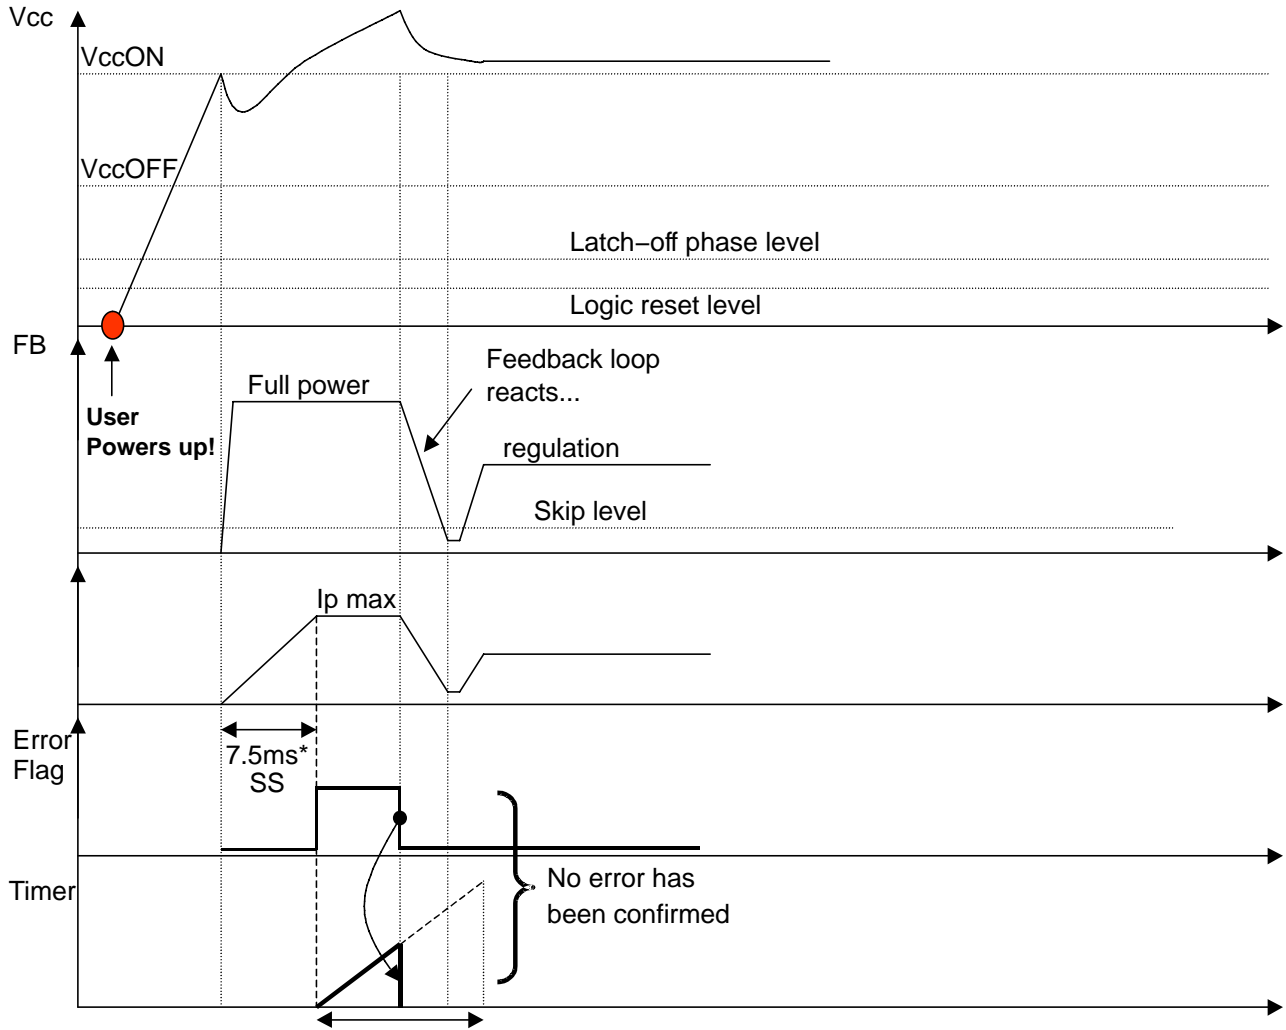 Vcc
VccON
VccOFF
Latch−off phase level
Logic reset level
FB
User
Powers up!
Full power
Feedback loop
reacts...
regulation
Skip level
Ip max
Error
Flag
7.5ms*
SS
Timer
No error has
been confirmed